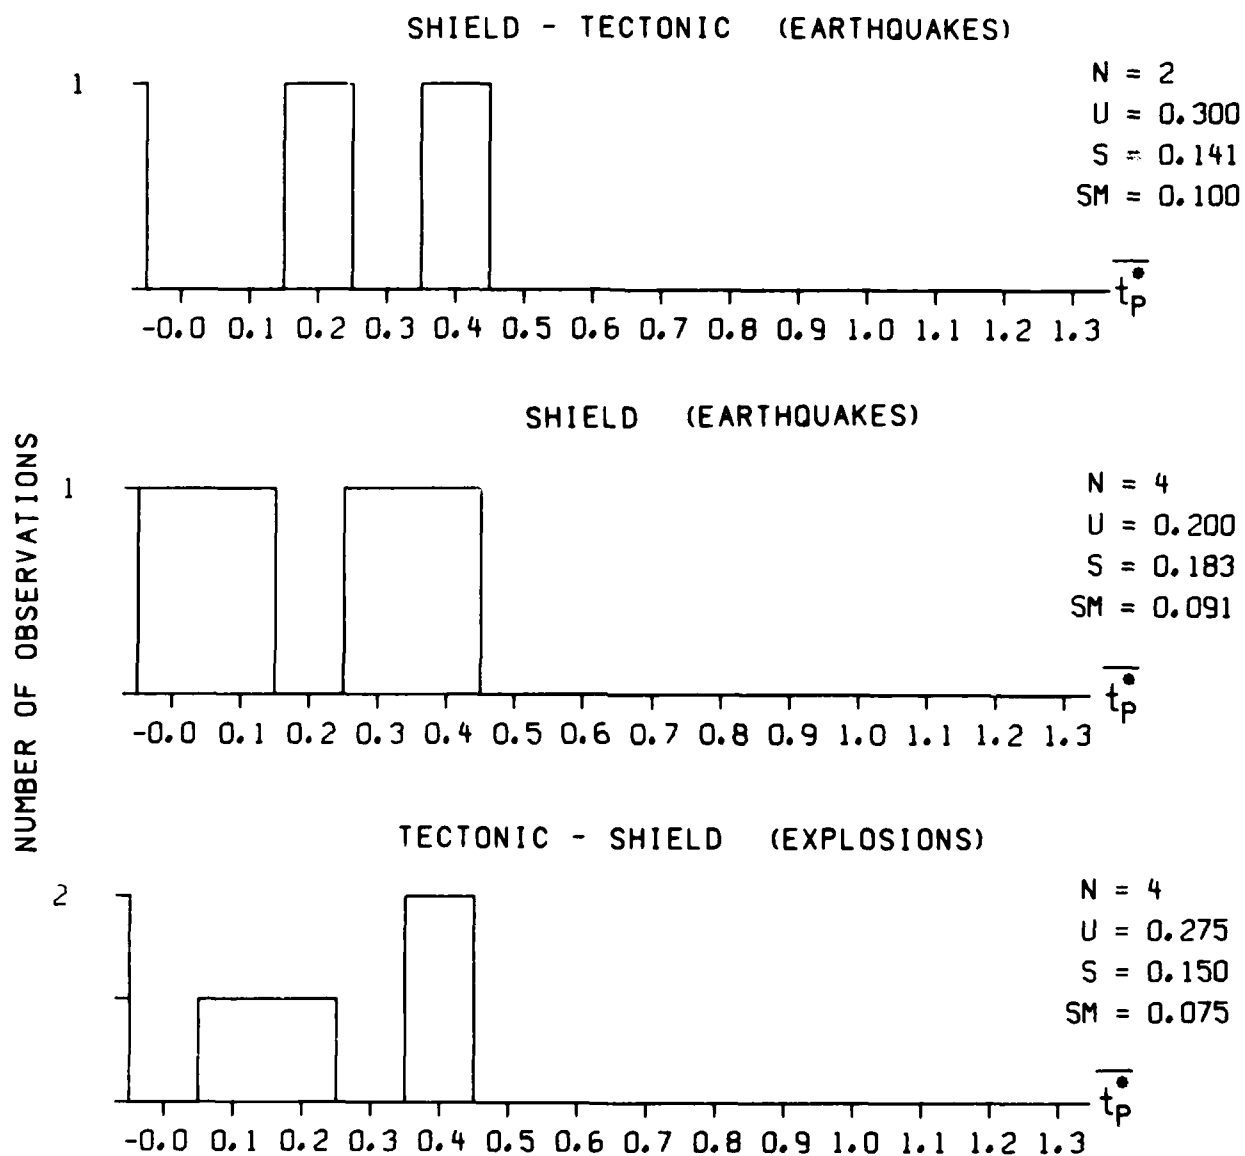 SHIELD - TECTONIC (EARTHQUAKES)
1
N = 2
U = 0.300
S = 0.141
SM = 0.100
t*P
-0.0 0.1 0.2 0.3 0.4 0.5 0.6 0.7 0.8 0.9 1.0 1.1 1.2 1.3
NUMBER OF OBSERVATIONS
SHIELD (EARTHQUAKES)
1
N = 4
U = 0.200
S = 0.183
SM = 0.091
t*P
-0.0 0.1 0.2 0.3 0.4 0.5 0.6 0.7 0.8 0.9 1.0 1.1 1.2 1.3
TECTONIC - SHIELD (EXPLOSIONS)
2
N = 4
U = 0.275
S = 0.150
SM = 0.075
t*P
-0.0 0.1 0.2 0.3 0.4 0.5 0.6 0.7 0.8 0.9 1.0 1.1 1.2 1.3